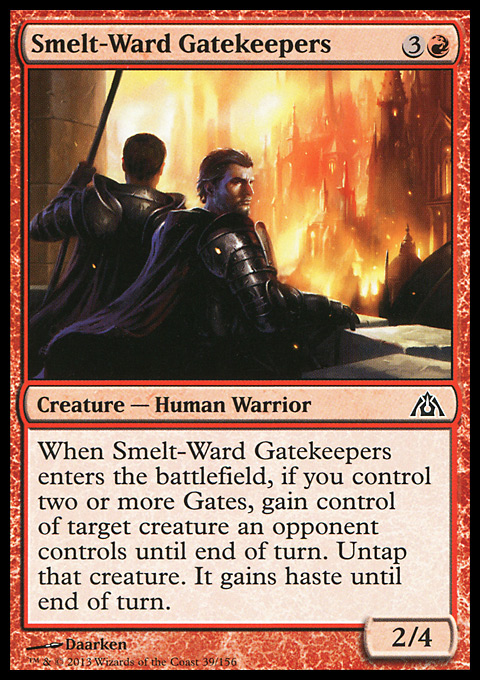 Smelt-Ward Gatekeepers 3
Creature — Human Warrior
When Smelt-Ward Gatekeepers
enters the battlefield, if you control
two or more Gates, gain control
of target creature an opponent
controls until end of turn. Untap
that creature. It gains haste until
end of turn.
2/4
Daarken
™ & © 2013 Wizards of the Coast 39/156